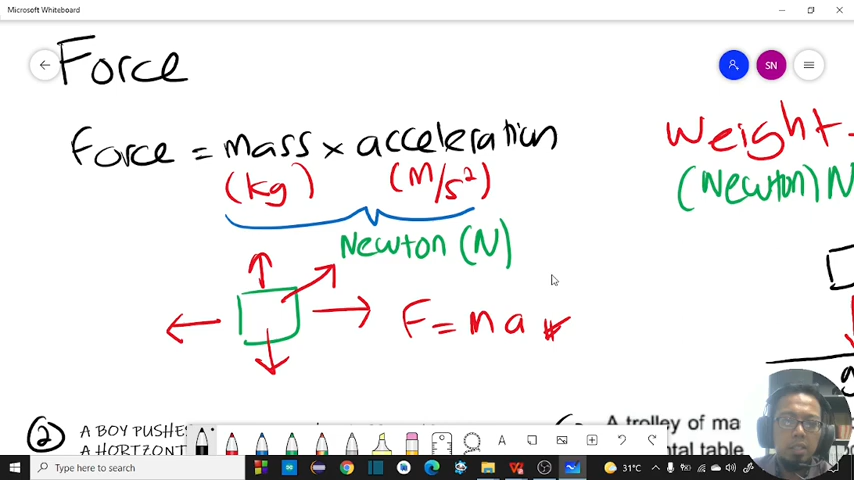 Microsoft Whiteboard
Force
SN
Force = mass x acceleration
(kg) (m/s²)
Newton (N)
F = ma
Weight
(Newton) N
2 A BOY PUSHES
A HORIZONT
A trolley of ma
ntal table
A
Type here to search
31°C